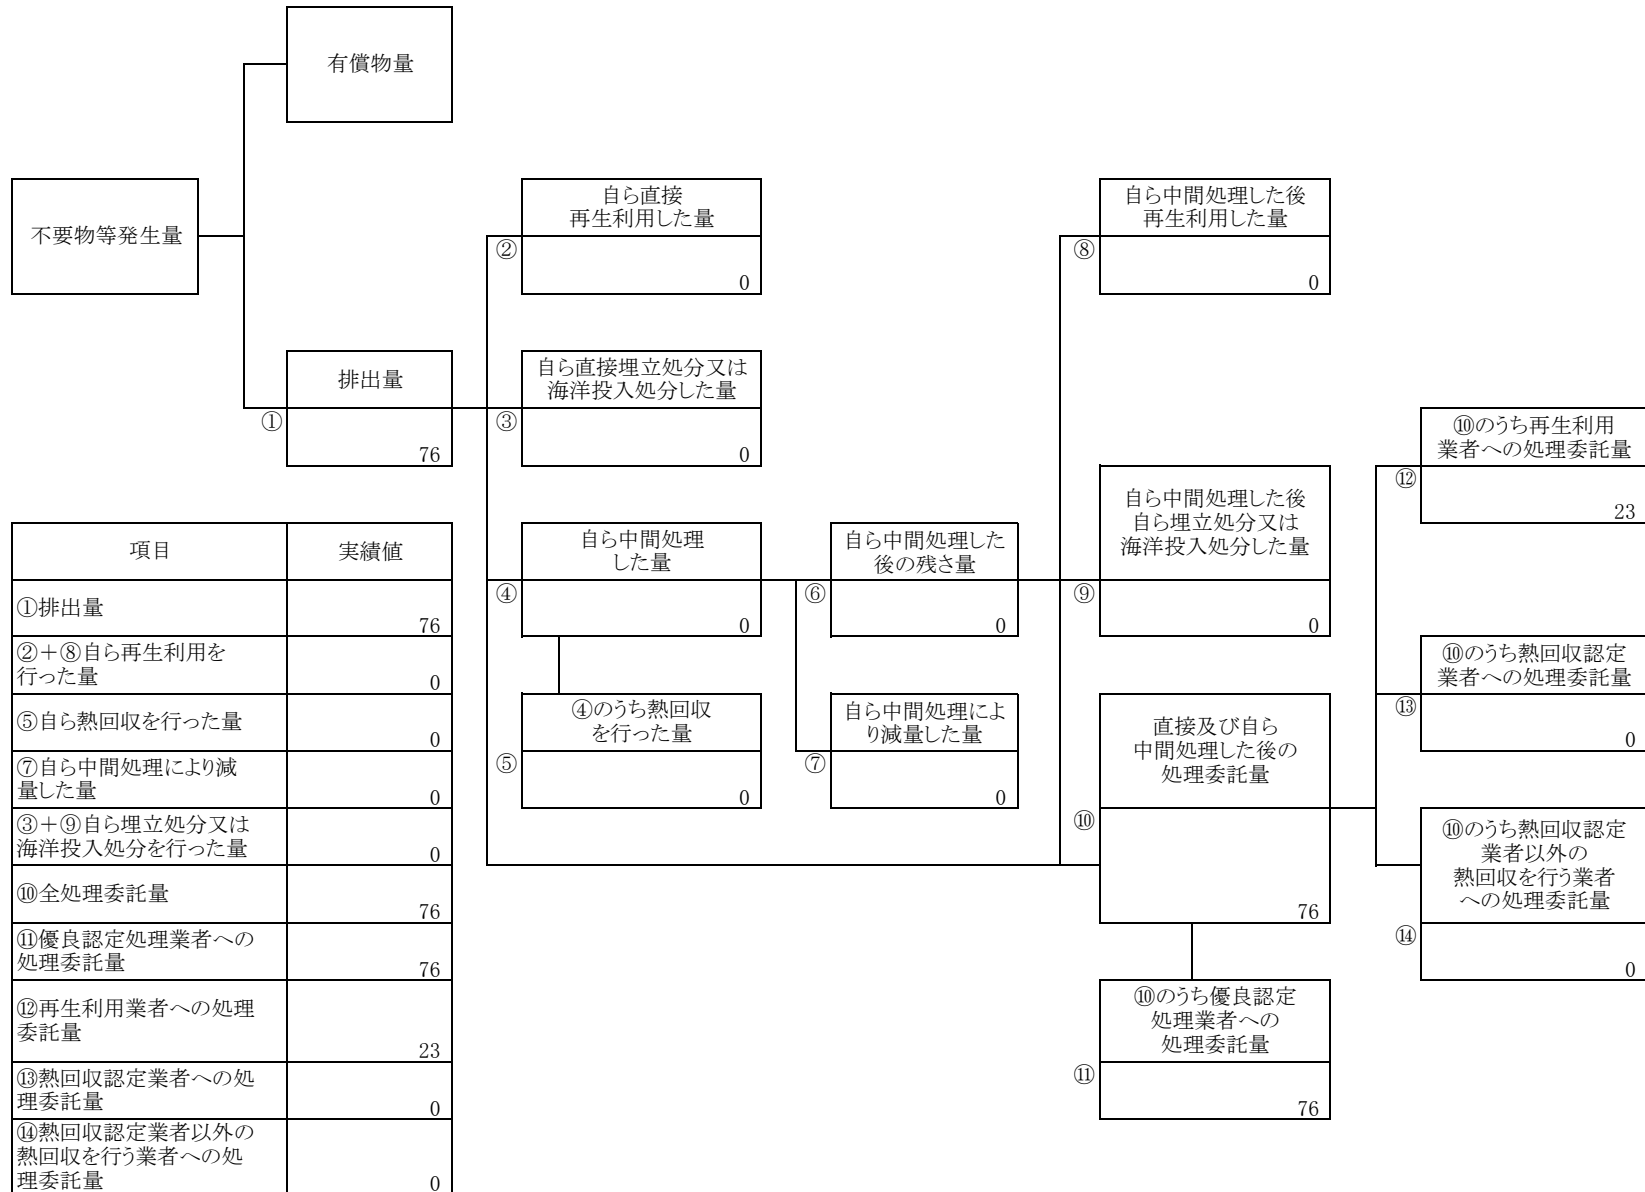 有償物量
不要物等発生量
自ら直接
再生利用した量
②
0
自ら中間処理した後
再生利用した量
⑧
0
排出量
①
76
自ら直接埋立処分又は
海洋投入処分した量
③
0
自ら中間処理
した量
④
0
自ら中間処理した
後の残さ量
⑥
0
自ら中間処理した後
自ら埋立処分又は
海洋投入処分した量
⑨
0
⑩のうち再生利用
業者への処理委託量
⑫
23
④のうち熱回収
を行った量
⑤
0
自ら中間処理によ
り減量した量
⑦
0
直接及び自ら
中間処理した後の
処理委託量
⑩
76
⑩のうち熱回収認定
業者への処理委託量
⑬
0
⑩のうち熱回収認定
業者以外の
熱回収を行う業者
への処理委託量
⑭
0
⑩のうち優良認定
処理業者への
処理委託量
⑪
76
項目
実績値
①排出量
76
②＋⑧自ら再生利用を
行った量
0
⑤自ら熱回収を行った量
0
⑦自ら中間処理により減
量した量
0
③＋⑨自ら埋立処分又は
海洋投入処分を行った量
0
⑩全処理委託量
76
⑪優良認定処理業者への
処理委託量
76
⑫再生利用業者への処理
委託量
23
⑬熱回収認定業者への処
理委託量
0
⑭熱回収認定業者以外の
熱回収を行う業者への処
理委託量
0